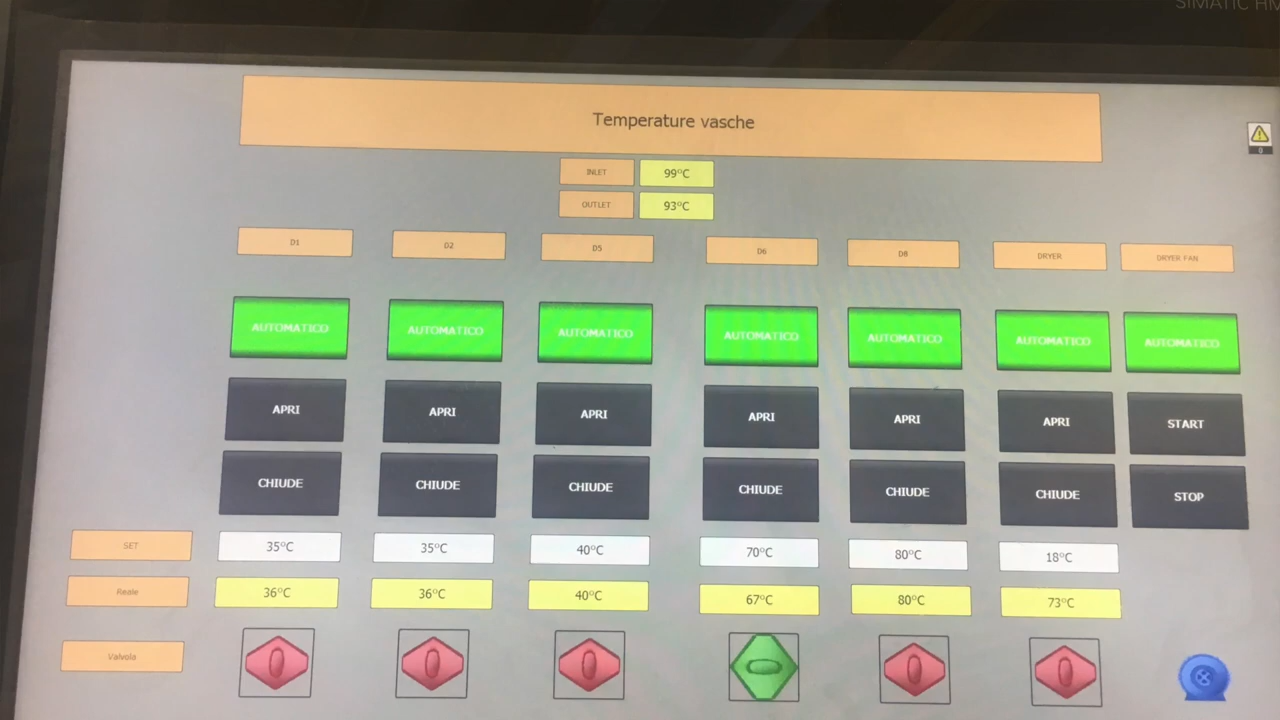 SIMATIC HM
Temperature vasche
0
INLET 99°C
OUTLET 93°C
D1 D2 D5 D6 D8 DRYER DRYER FAN
AUTOMATICO AUTOMATICO AUTOMATICO AUTOMATICO AUTOMATICO AUTOMATICO AUTOMATICO
APRI APRI APRI APRI APRI APRI START
CHIUDE CHIUDE CHIUDE CHIUDE CHIUDE CHIUDE STOP
SET 35°C 35°C 40°C 70°C 80°C 18°C
Reale 36°C 36°C 40°C 67°C 80°C 73°C
Valvola